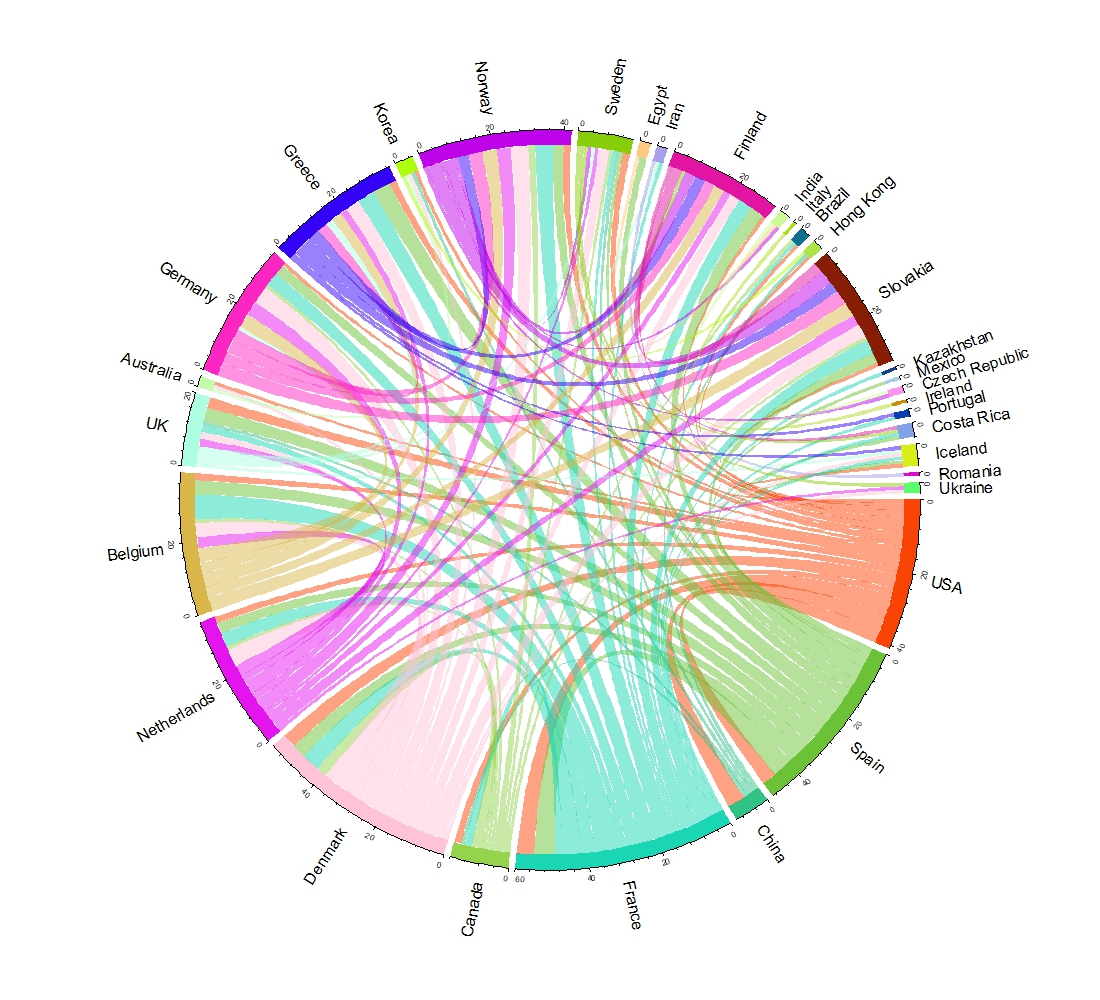 Norway
Sweden
Egypt
Iran
Finland
India
Italy
Brazil
Hong Kong
Slovakia
Kazakhstan
Mexico
Czech Republic
Ireland
Portugal
Costa Rica
Iceland
Romania
Ukraine
USA
Spain
China
France
Canada
Denmark
Netherlands
Belgium
UK
Australia
Germany
Greece
Korea
0
20
40
0
0
0
0
20
0
0
0
0
0
20
0
0
0
0
0
0
0
0
0
0
20
40
0
20
40
0
0
20
40
60
0
0
20
40
0
20
0
20
0
20
0
0
20
0
20
0